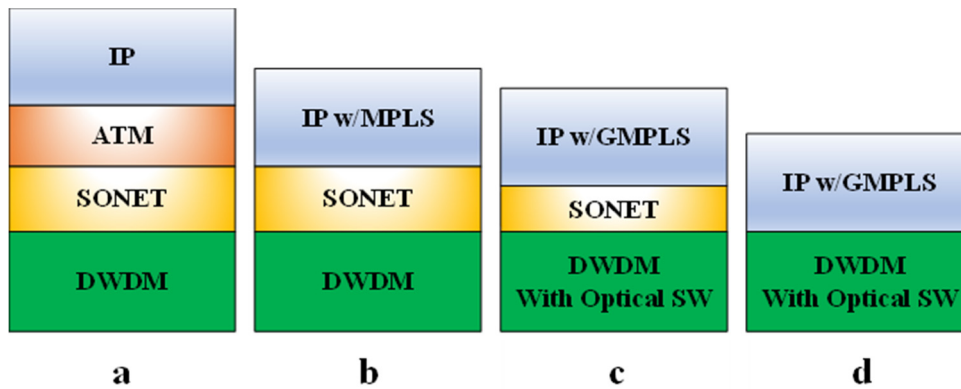 IP
ATM
SONET
DWDM
a
IP w/MPLS
SONET
DWDM
b
IP w/GMPLS
SONET
DWDM
With Optical SW
c
IP w/GMPLS
DWDM
With Optical SW
d